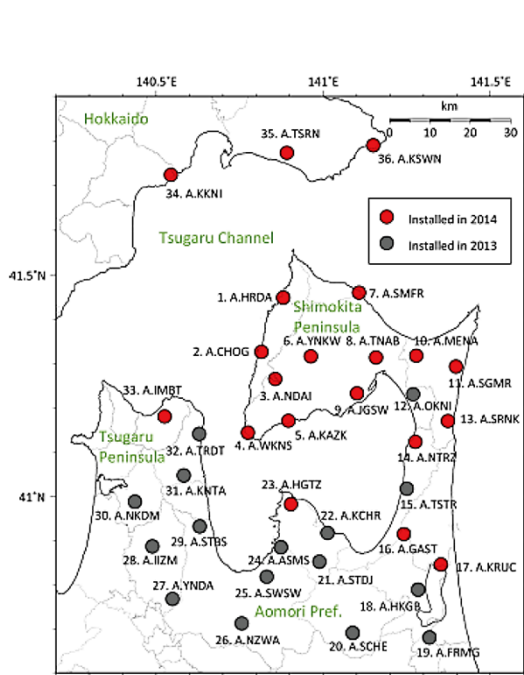 140.5°E 141°E 141.5°E
km
0 10 20 30
Hokkaido
35. A.TSRN
36. A.KSWN
34. A.KKNI
Installed in 2014
Installed in 2013
Tsugaru Channel
41.5°N
1. A.HRDA
7. A.SMFR
Shimokita
Peninsula
6. A.YNKW 8. A.TNAB 10. A.MENA
2. A.CHOG
11. A.SGMR
3. A.NDAI
33. A.IMBT
9. A.JGSW
12. A.OKNI
13. A.SRNK
5. A.KAZK
4. A.WKNS
Tsugaru
Peninsula
32. A.TRDT
14. A.NTRZ
31. A.KNTA
23. A.HGTZ
41°N
15. A.TSTR
30. A.NKDM
22. A.KCHR
29. A.STBS
16. A.GAST
28. A.IIZM
24. A.ASMS
17. A.KRUC
21. A.STDJ
27. A.YNDA
25. A.SWSW
18. A.HKGB
Aomori Pref.
26. A.NZWA
20. A.SCHE
19. A.FRMG